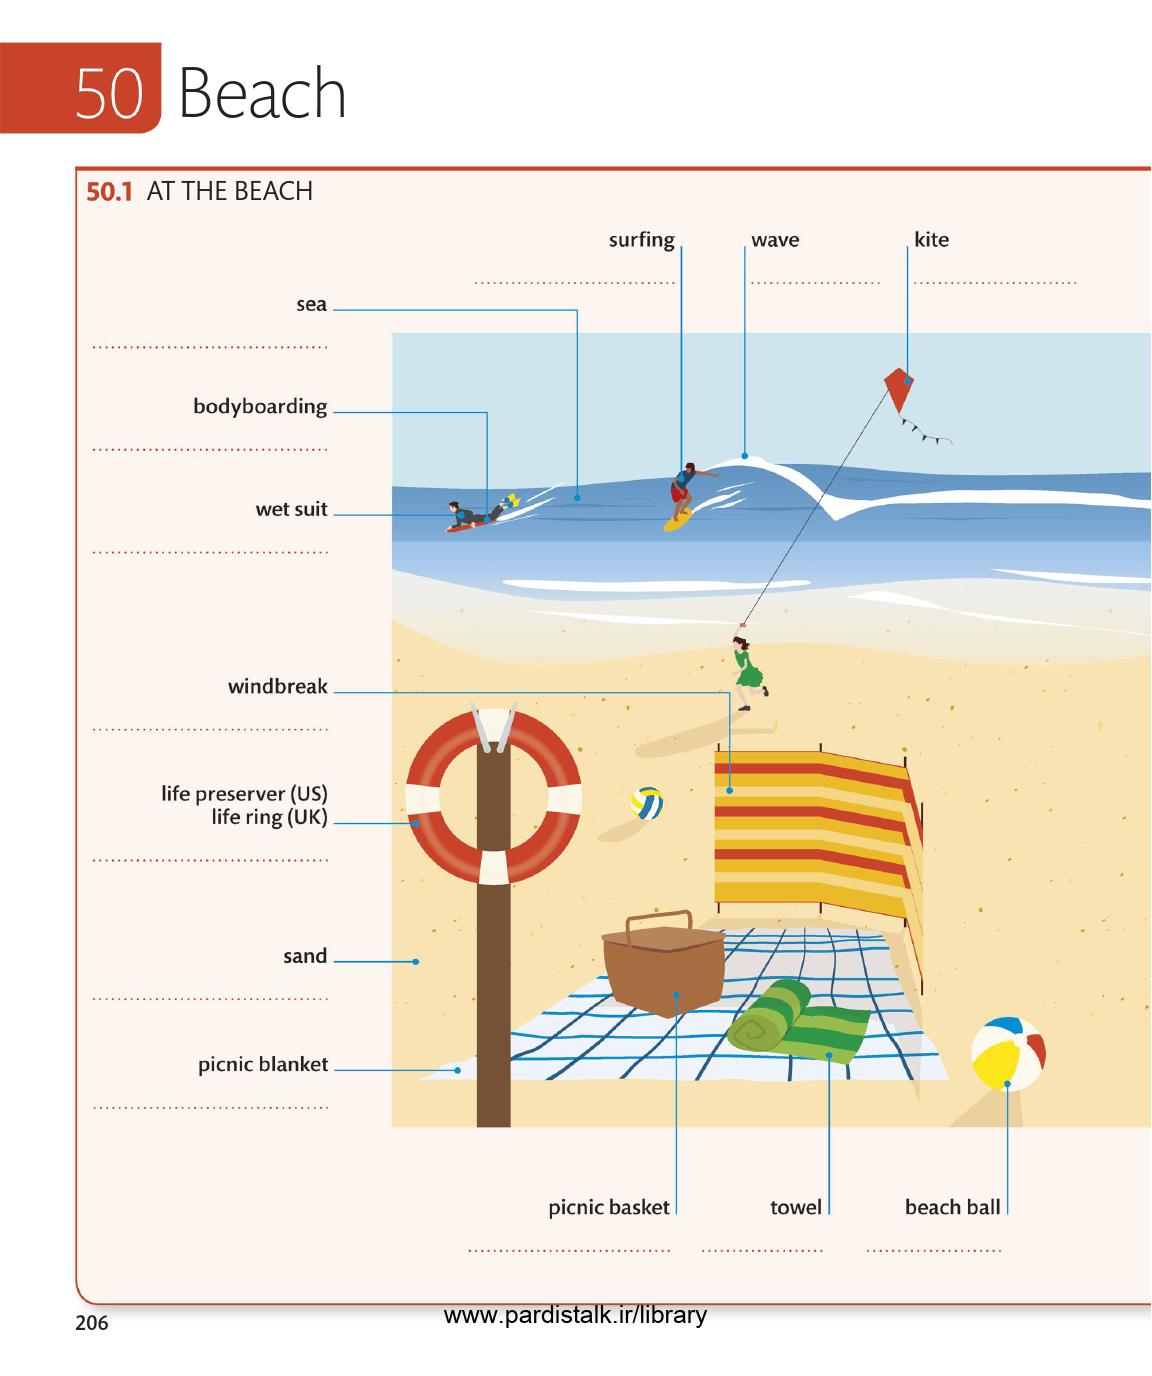 50 Beach
50.1 AT THE BEACH
surfing wave kite
sea
bodyboarding
wet suit
windbreak
life preserver (US)
life ring (UK)
sand
picnic blanket
picnic basket towel beach ball
206
www.pardistalk.ir/library